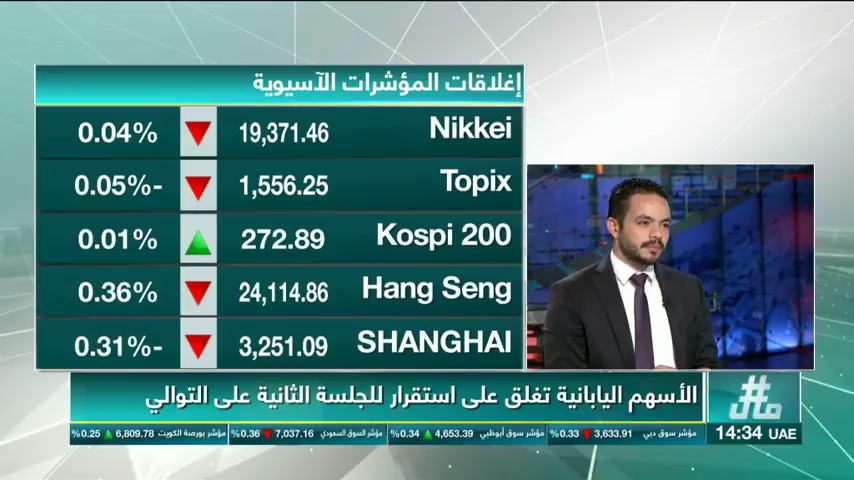 إغلاقات المؤشرات الآسيوية
Nikkei 19,371.46 0.04%
Topix 1,556.25 0.05%-
Kospi 200 272.89 0.01%
Hang Seng 24,114.86 0.36%
SHANGHAI 3,251.09 0.31%-
الأسهم اليابانية تغلق على استقرار للجلسة الثانية على التوالي
#مال
14:34 UAE
مؤشر سوق دبي 3,633.91 %0.33 مؤشر سوق أبوظبي 4,653.39 %0.34 مؤشر السوق السعودي 7,037.16 %0.36 مؤشر بورصة الكويت 6,809.78 %0.25